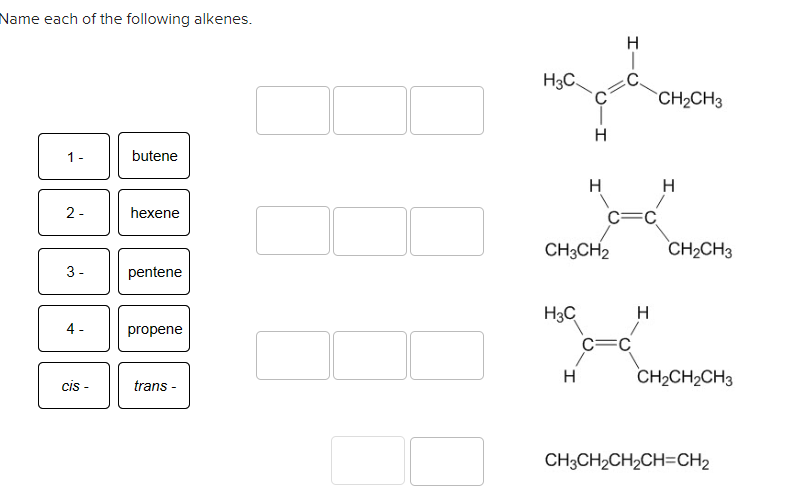 Name each of the following alkenes.
1 -
butene
2 -
hexene
3 -
pentene
4 -
propene
cis -
trans -
H
H3C
C
C
CH2CH3
H
H
H
C=C
CH3CH2
CH2CH3
H3C
H
C=C
H
CH2CH2CH3
CH3CH2CH2CH=CH2